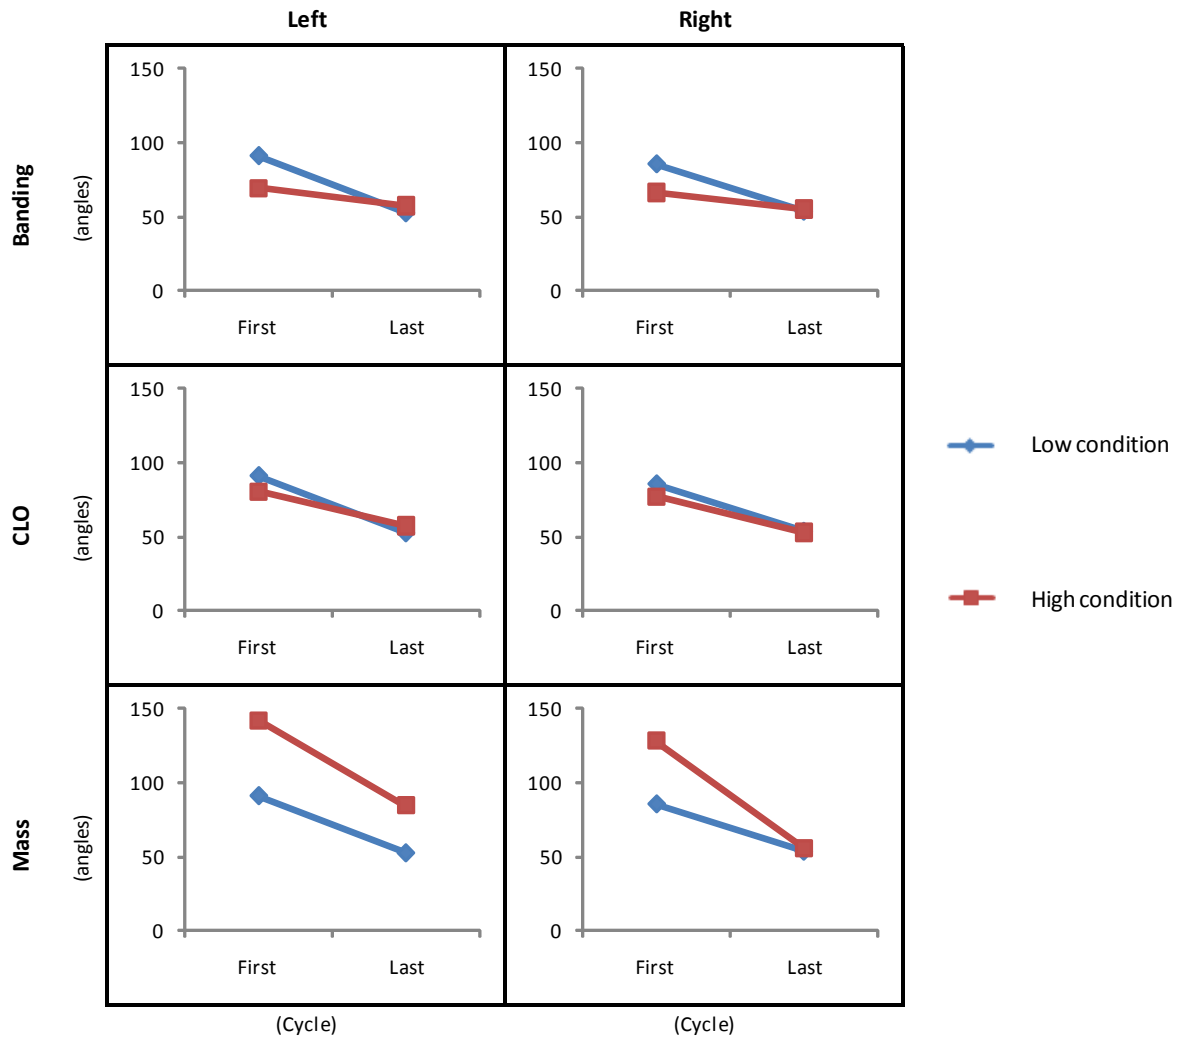 Left
Right
Banding
(angles)
150
100
50
0
First
Last
150
100
50
0
First
Last
CLO
(angles)
150
100
50
0
First
Last
150
100
50
0
First
Last
Mass
(angles)
150
100
50
0
First
Last
150
100
50
0
First
Last
(Cycle)
(Cycle)
Low condition
High condition